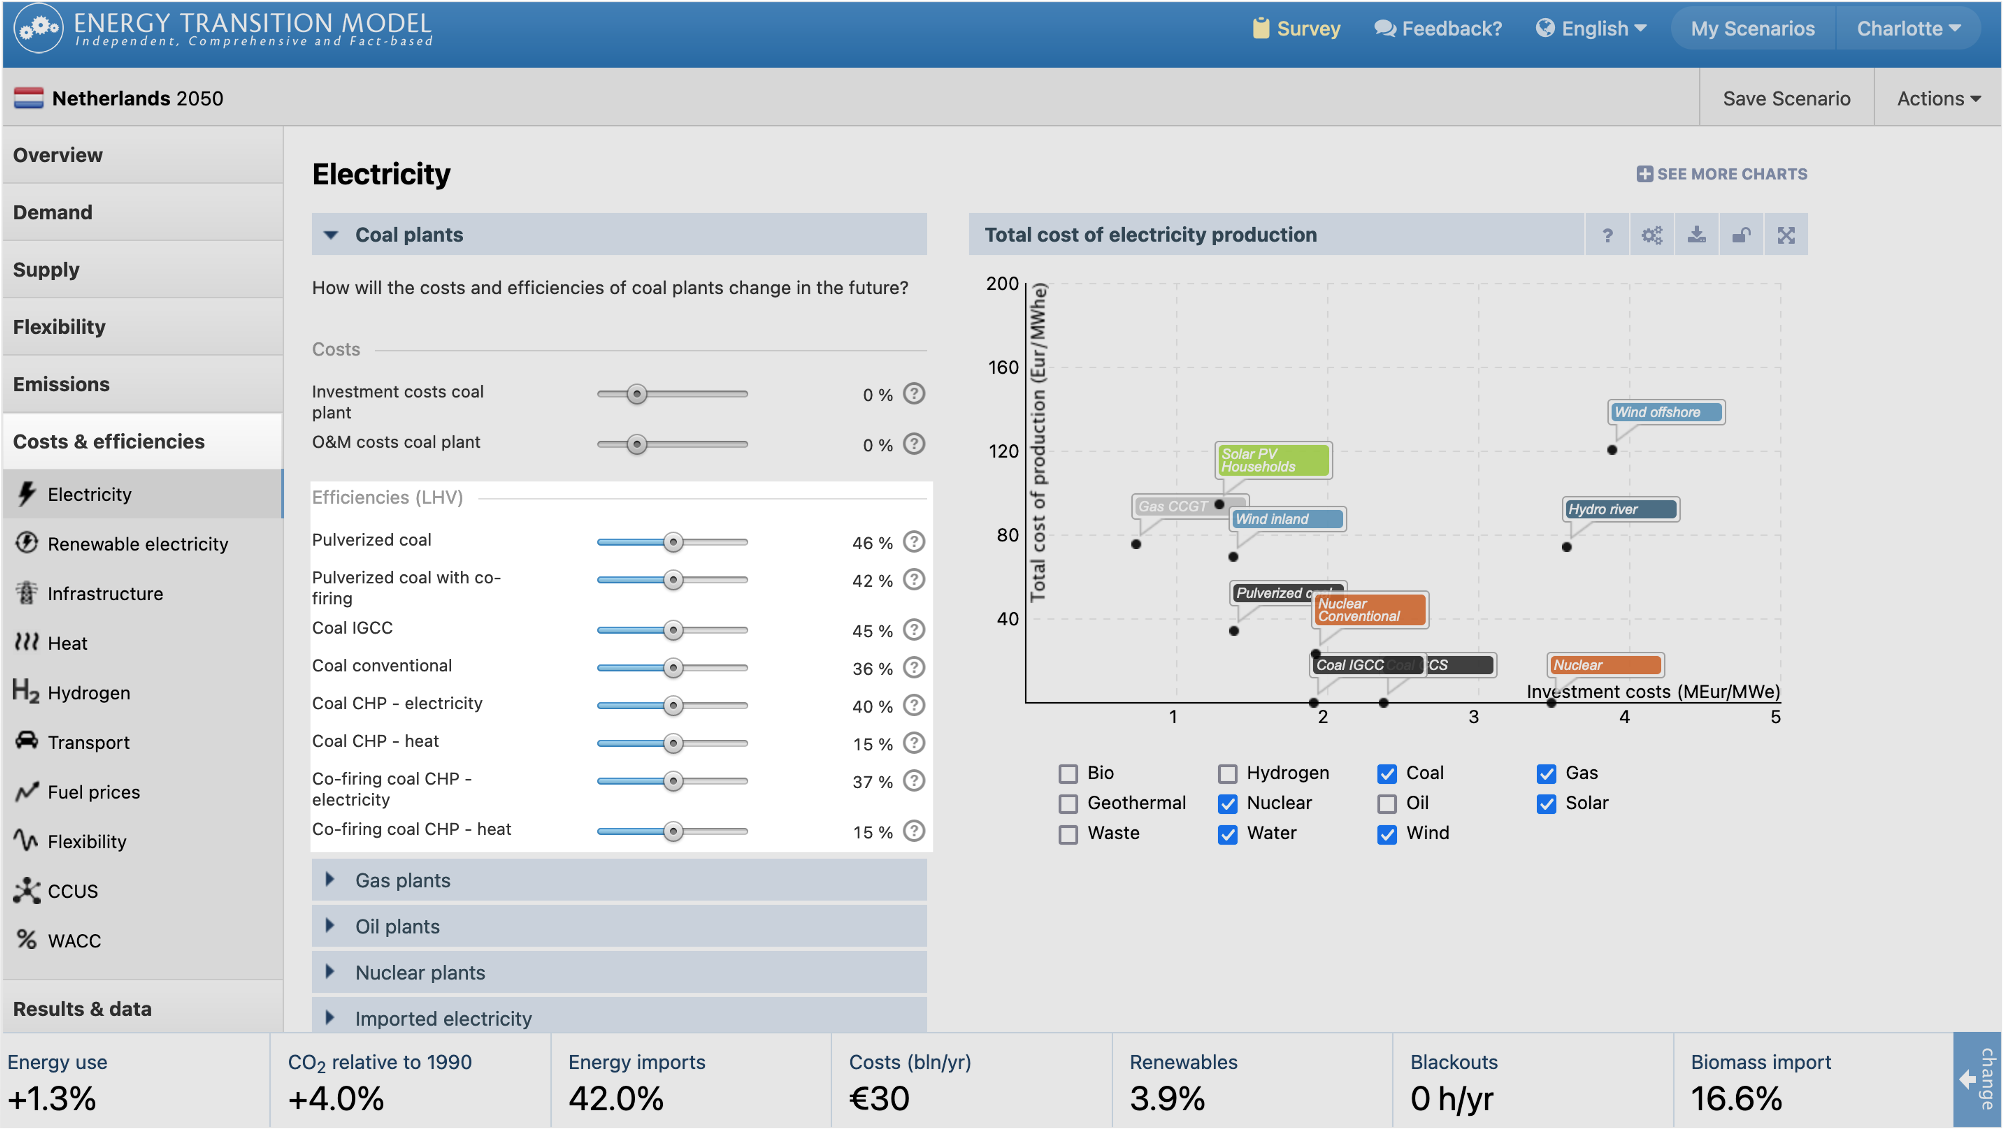 ENERGY TRANSITION MODEL
Independent, Comprehensive and Fact-based
Survey
Feedback?
English
My Scenarios
Charlotte
Netherlands 2050
Save Scenario
Actions
Overview
Demand
Supply
Flexibility
Emissions
Costs & efficiencies
Electricity
Renewable electricity
Infrastructure
Heat
H2 Hydrogen
Transport
Fuel prices
Flexibility
CCUS
% WACC
Results & data
Electricity
Coal plants
How will the costs and efficiencies of coal plants change in the future?
Costs
Investment costs coal
plant
0 % ?
O&M costs coal plant
0 % ?
Efficiencies (LHV)
Pulverized coal
46 % ?
Pulverized coal with co-
firing
42 % ?
Coal IGCC
45 % ?
Coal conventional
36 % ?
Coal CHP - electricity
40 % ?
Coal CHP - heat
15 % ?
Co-firing coal CHP -
electricity
37 % ?
Co-firing coal CHP - heat
15 % ?
Gas plants
Oil plants
Nuclear plants
Imported electricity
SEE MORE CHARTS
Total cost of electricity production
?
200
160
120
80
40
Total cost of production (Eur/MWhe)
Wind offshore
Solar PV
Households
Gas CCGT
Wind inland
Hydro river
Pulverized
Nuclear
Conventional
Coal IGCC
Coal CCS
Nuclear
Investment costs (MEur/MWe)
1
2
3
4
5
Bio
Hydrogen
Coal
Gas
Geothermal
Nuclear
Oil
Solar
Waste
Water
Wind
Energy use
+1.3%
CO2 relative to 1990
+4.0%
Energy imports
42.0%
Costs (bln/yr)
€30
Renewables
3.9%
Blackouts
0 h/yr
Biomass import
16.6%
change